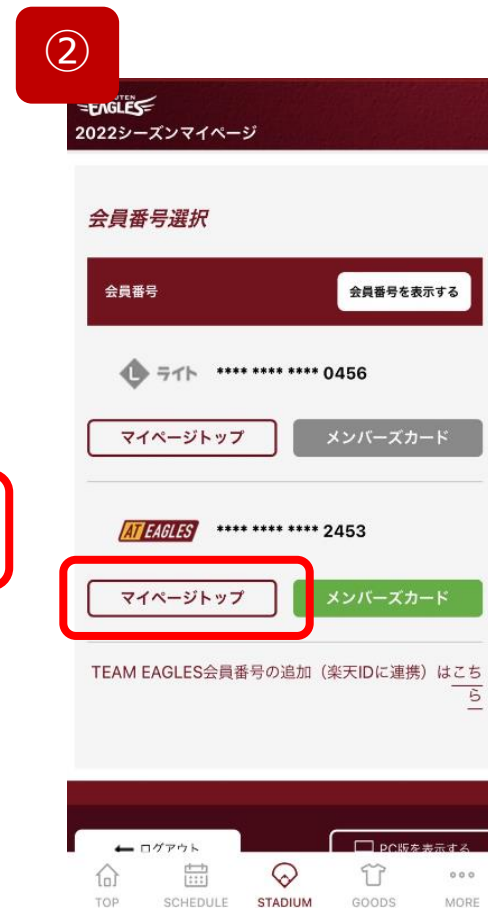 ②
EAGLES
2022シーズンマイページ
会員番号選択
会員番号
会員番号を表示する
L ライト **** **** **** 0456
マイページトップ
メンバーズカード
AT EAGLES **** **** **** 2453
マイページトップ
メンバーズカード
TEAM EAGLES会員番号の追加（楽天IDに連携）はこち
ら
ログアウト
PC版を表示する
TOP
SCHEDULE
STADIUM
GOODS
MORE